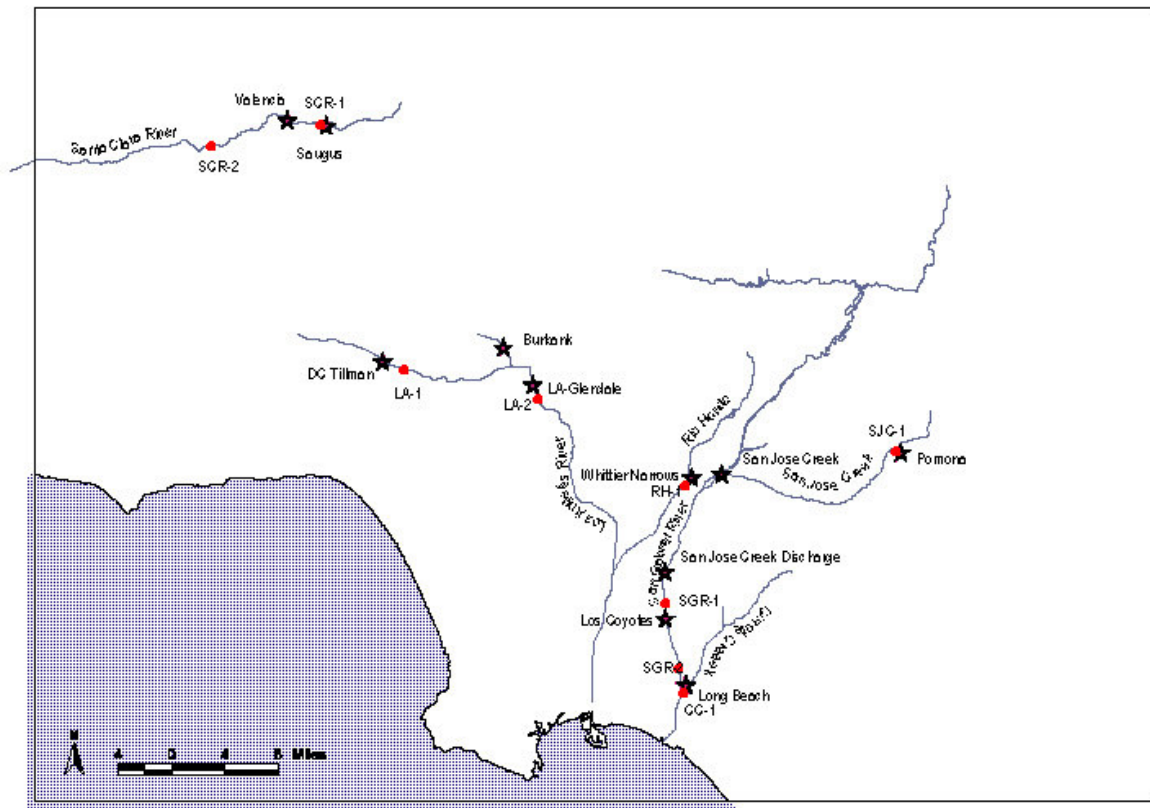 Valencia
SCR-1
Santa Clara River
Saugus
SCR-2
Burkank
DC Tillman
LA-1
LA-Glendale
LA-2
Rio Hondo
SJC-1
Los Angeles River
San Jose Creek
Pomona
Whittier Narrows
San Jose Creek
RH-1
San Gabriel River
San Jose Creek Discharge
SGR-1
Los Coyotes
Coyote Creek
SGR-2
Long Beach
CC-1
N
Miles